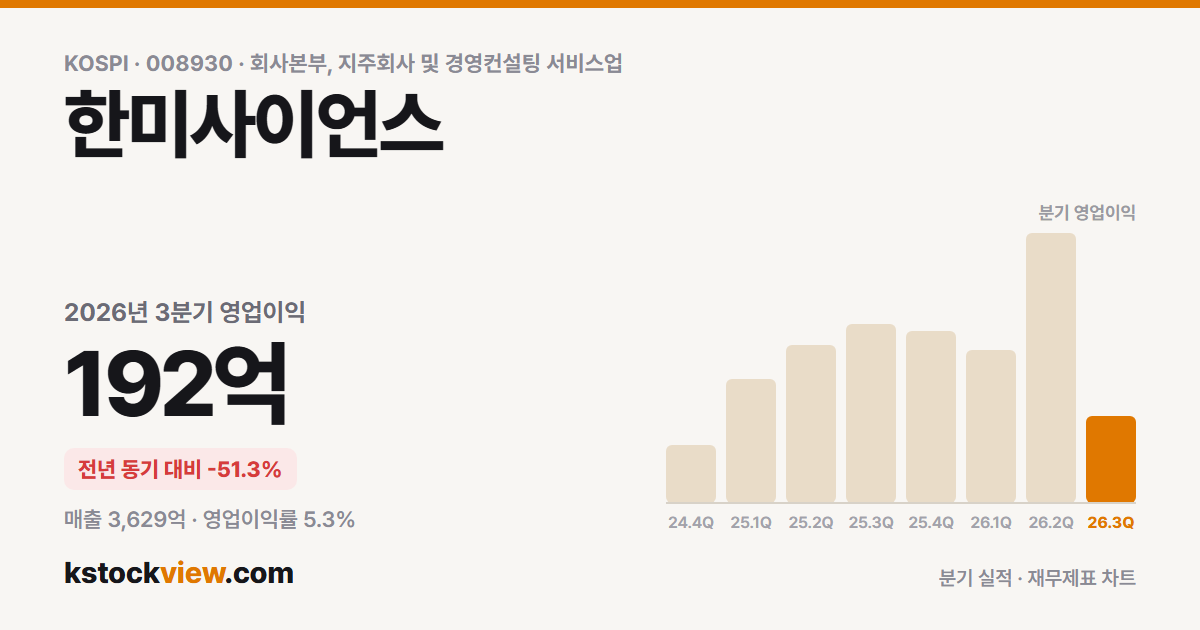 KOSPI · 008930 · 회사본부, 지주회사 및 경영컨설팅 서비스업
한미사이언스
분기 영업이익
2026년 3분기 영업이익
192억
전년 동기 대비 -51.3%
매출 3,629억 · 영업이익률 5.3%
24.4Q 25.1Q 25.2Q 25.3Q 25.4Q 26.1Q 26.2Q 26.3Q
kstockview.com
분기 실적 · 재무제표 차트